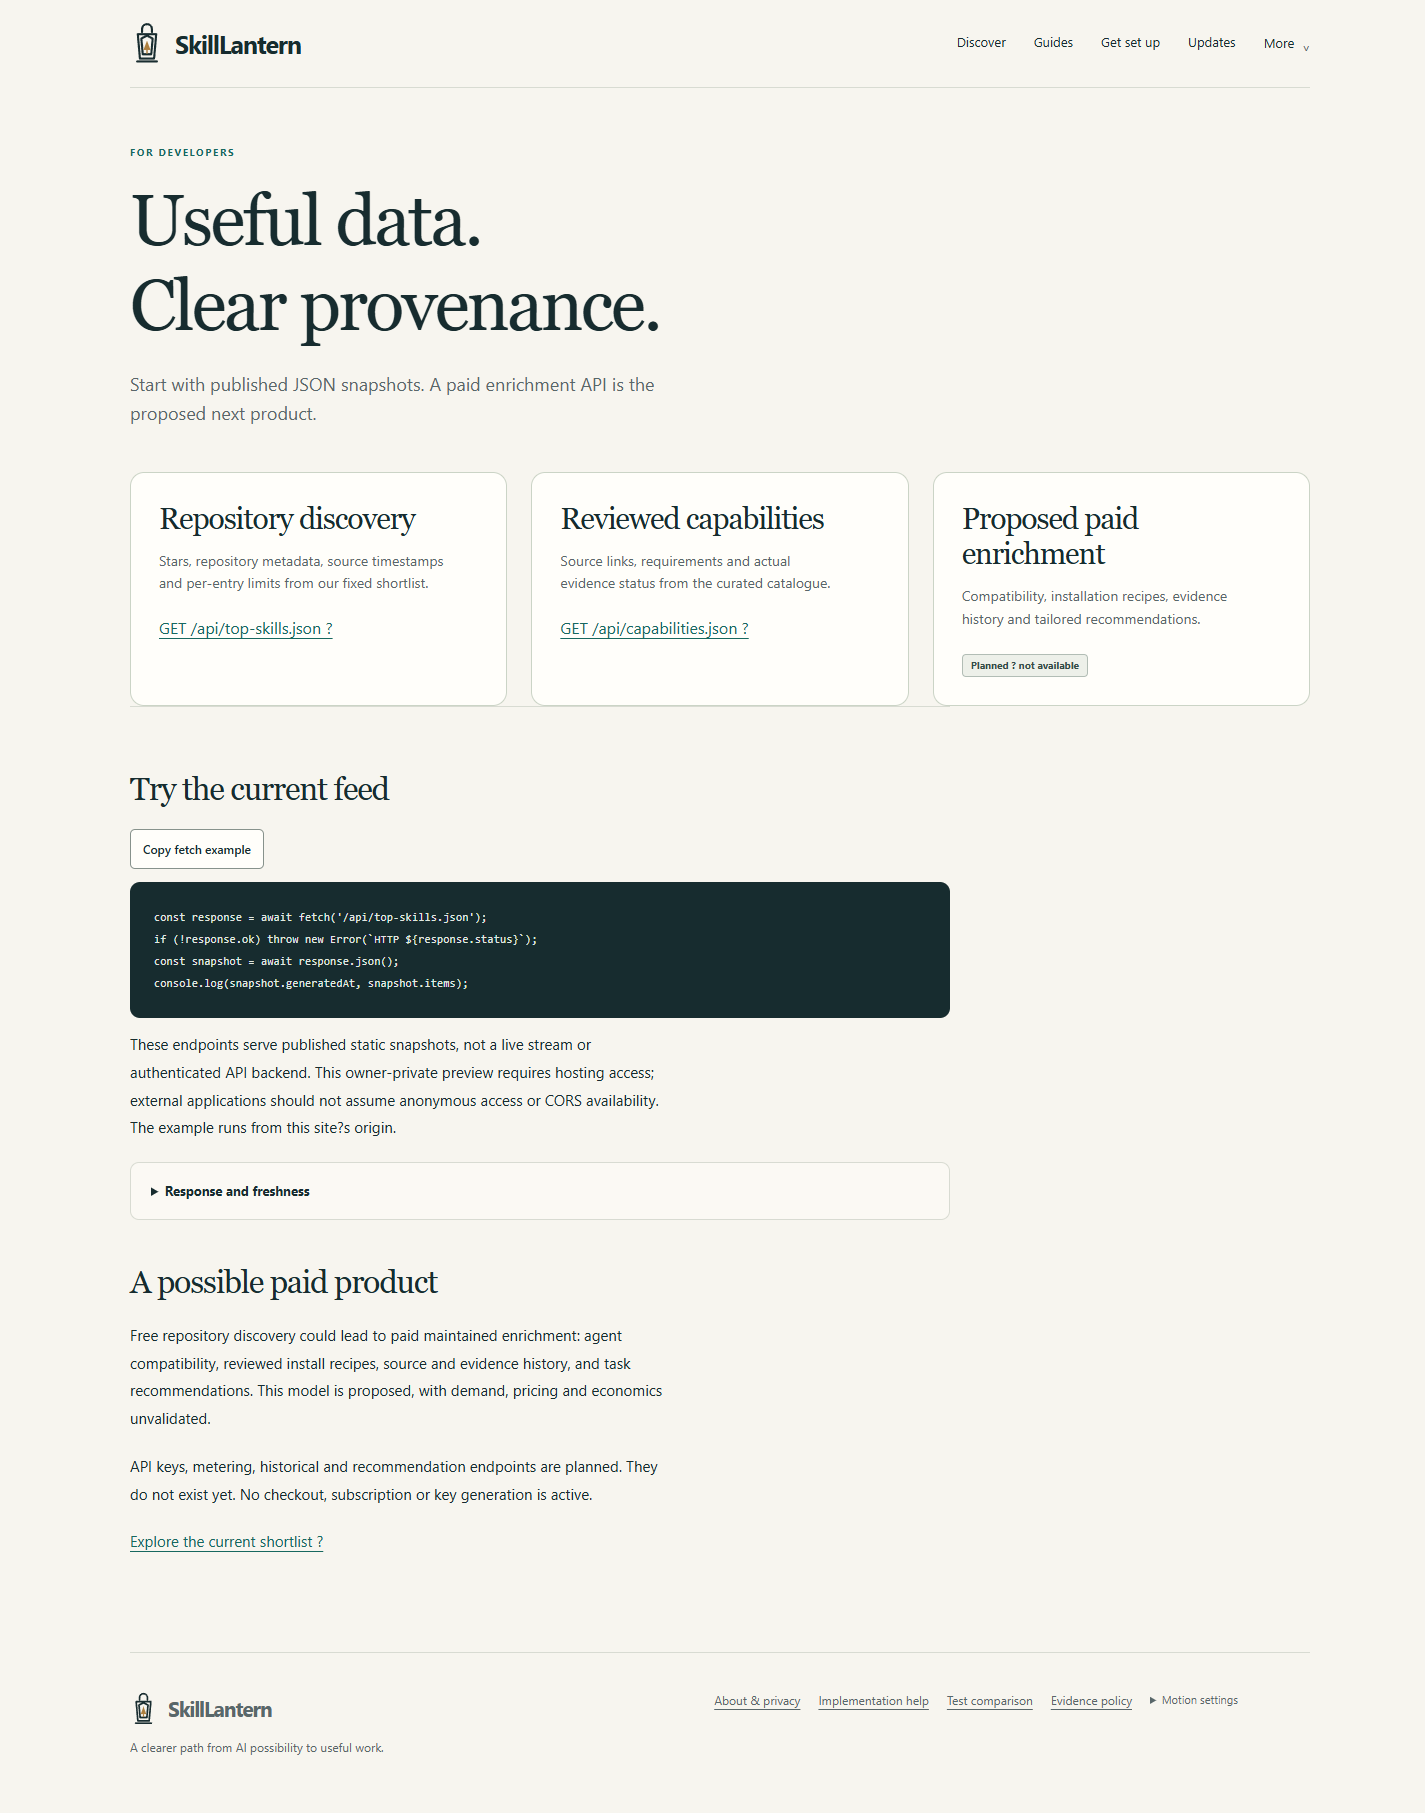 SkillLantern
Discover
Guides
Get set up
Updates
More
FOR DEVELOPERS
Useful data.
Clear provenance.
Start with published JSON snapshots. A paid enrichment API is the
proposed next product.
Repository discovery
Stars, repository metadata, source timestamps
and per-entry limits from our fixed shortlist.
GET /api/top-skills.json ?
Reviewed capabilities
Source links, requirements and actual
evidence status from the curated catalogue.
GET /api/capabilities.json ?
Proposed paid
enrichment
Compatibility, installation recipes, evidence
history and tailored recommendations.
Planned ? not available
Try the current feed
Copy fetch example
const response = await fetch('/api/top-skills.json');
if (!response.ok) throw new Error(`HTTP ${response.status}`);
const snapshot = await response.json();
console.log(snapshot.generatedAt, snapshot.items);
These endpoints serve published static snapshots, not a live stream or
authenticated API backend. This owner-private preview requires hosting access;
external applications should not assume anonymous access or CORS availability.
The example runs from this site?s origin.
Response and freshness
A possible paid product
Free repository discovery could lead to paid maintained enrichment: agent
compatibility, reviewed install recipes, source and evidence history, and task
recommendations. This model is proposed, with demand, pricing and economics
unvalidated.
API keys, metering, historical and recommendation endpoints are planned. They
do not exist yet. No checkout, subscription or key generation is active.
Explore the current shortlist ?
SkillLantern
A clearer path from AI possibility to useful work.
About & privacy
Implementation help
Test comparison
Evidence policy
Motion settings